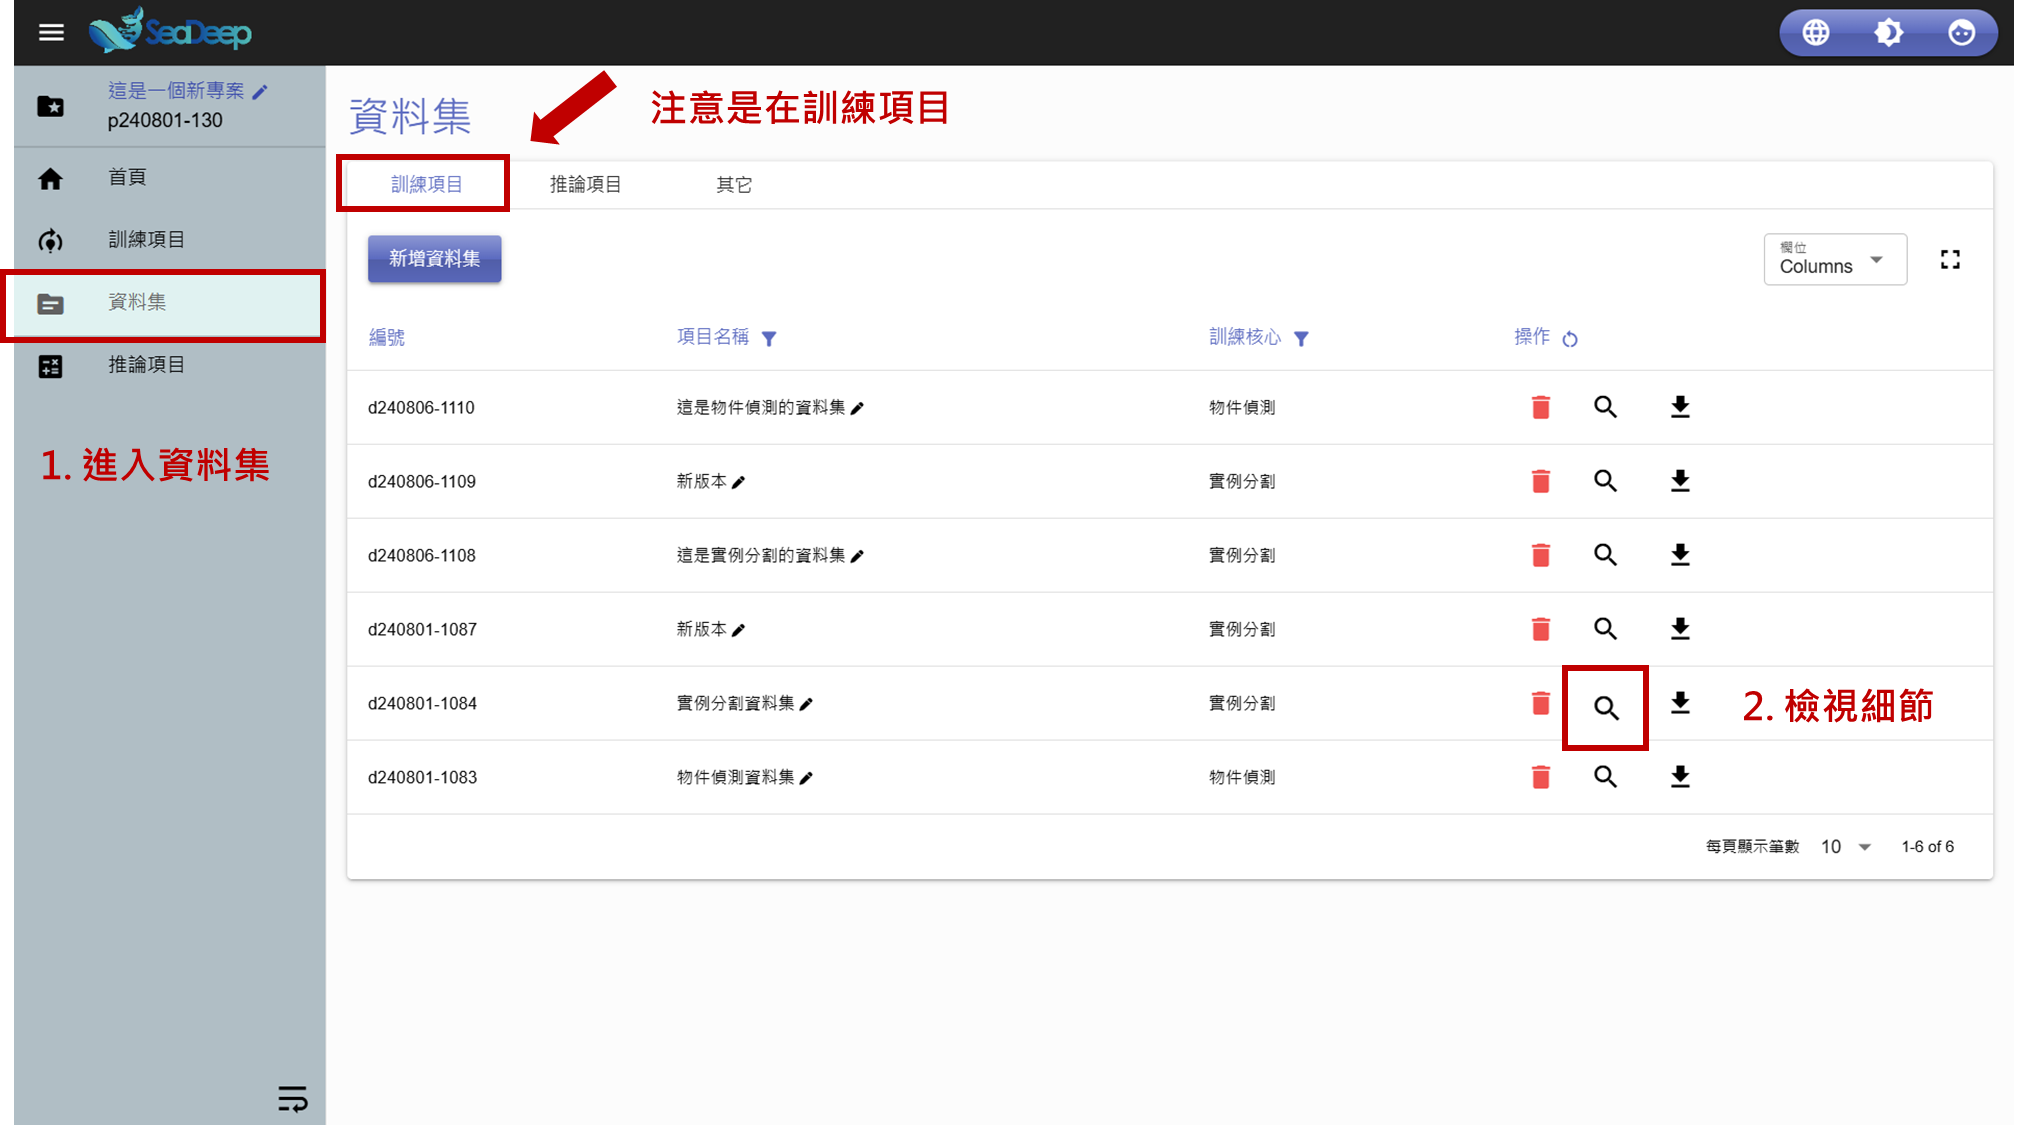 SeaDeep
這是一個新專案
p240801-130
首頁
訓練項目
資料集
推論項目
1. 進入資料集
資料集
注意是在訓練項目
訓練項目 推論項目 其它
新增資料集
欄位
Columns
編號 項目名稱 訓練核心 操作
d240806-1110 這是物件偵測的資料集 物件偵測
d240806-1109 新版本 實例分割
d240806-1108 這是實例分割的資料集 實例分割
d240801-1087 新版本 實例分割
d240801-1084 實例分割資料集 實例分割
2. 檢視細節
d240801-1083 物件偵測資料集 物件偵測
每頁顯示筆數 10 1-6 of 6